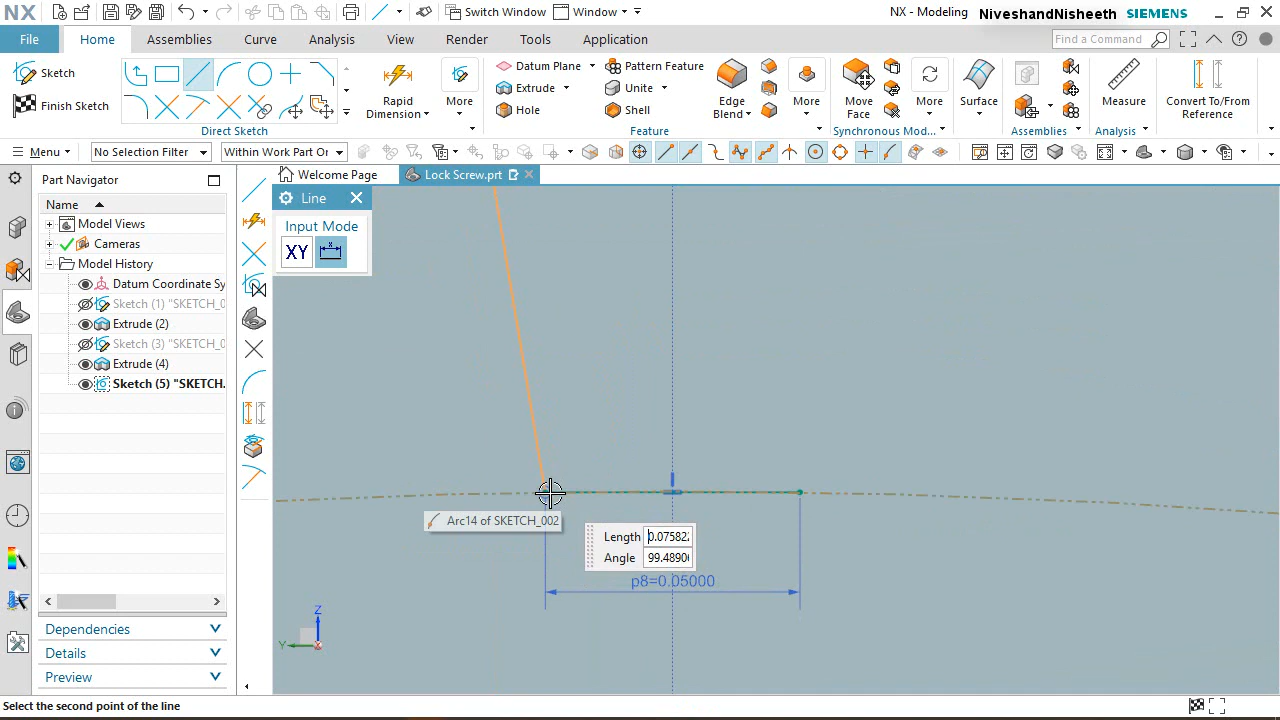 NX
Switch Window
Window
NX - Modeling
NiveshandNisheeth
SIEMENS
File
Home
Assemblies
Curve
Analysis
View
Render
Tools
Application
Find a Command
Sketch
Finish Sketch
Direct Sketch
Rapid
Dimension
More
Datum Plane
Extrude
Hole
Pattern Feature
Unite
Shell
Edge
Blend
More
Feature
Move
Face
More
Synchronous Mod...
Surface
Assemblies
Measure
Analysis
Convert To/From
Reference
Menu
No Selection Filter
Within Work Part Or
Part Navigator
Welcome Page
Lock Screw.prt
Name
Model Views
Cameras
Model History
Datum Coordinate Sy
Sketch (1) "SKETCH_0
Extrude (2)
Sketch (3) "SKETCH_0
Extrude (4)
Sketch (5) "SKETCH.
Dependencies
Details
Preview
Line
Input Mode
XY
Arc14 of SKETCH_002
Length 0.07582
Angle 99.4890
p8=0.05000
Z
Y
Select the second point of the line